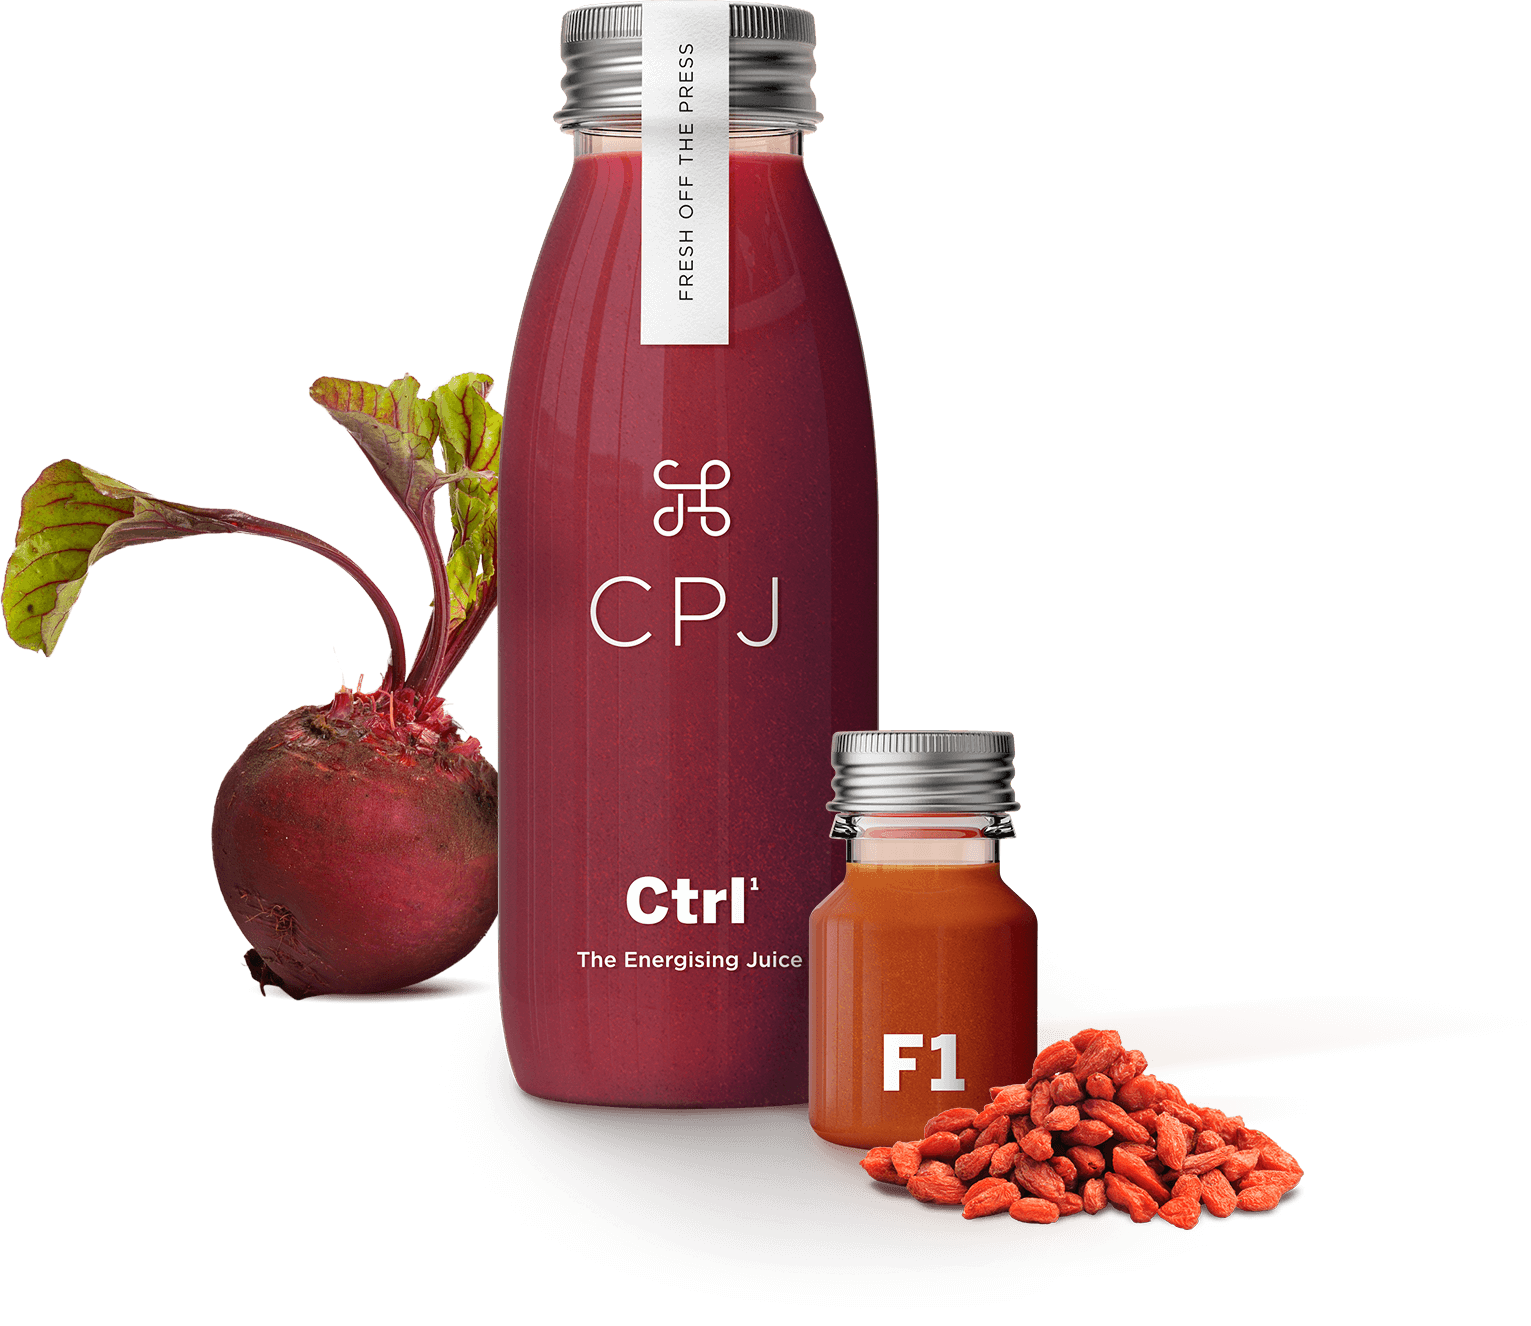 FRESH OFF THE PRESS
CPJ
Ctrl¹
The Energising Juice
F1